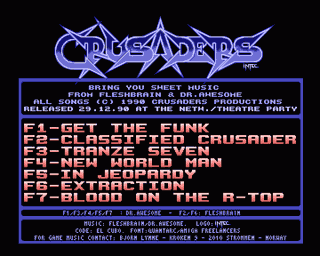 CRUSADERS
BRING YOU SWEET MUSIC
FROM FLESHBRAIN & DR.AWESOME
ALL SONGS (C) 1990 CRUSADERS PRODUCTIONS
RELEASED 29.12.90 AT THE NETW./THEATRE PARTY
F1-GET THE FUNK
F2-CLASSIFIED CRUSADER
F3-TRANZE SEVEN
F4-NEW WORLD MAN
F5-IN JEOPARDY
F6-EXTRACTION
F7-BLOOD ON THE R-TOP
F1/F3/F4/F5/F7 : DR.AWESOME - F2/F6: FLESHBRAIN
MUSIC: FLESHBRAIN/DR.AWESOME. LOGO:
CODE: EL CUBO. FONT:QUANTARC/AMIGA FREELANCERS
FOR GAME MUSIC CONTACT: BJORN LYNNE - KROKEN 3 - 2010 STROMMEN - NORWAY